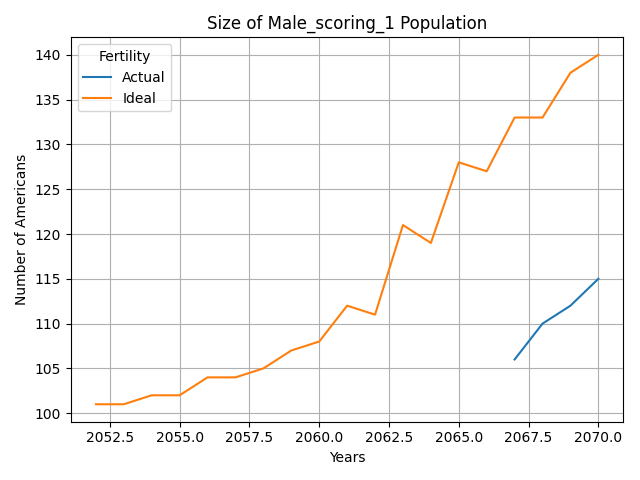 Size of Male_scoring_1 Population
Fertility
Actual
Ideal
140
135
130
125
120
115
110
105
100
Number of Americans
2052.5 2055.0 2057.5 2060.0 2062.5 2065.0 2067.5 2070.0
Years